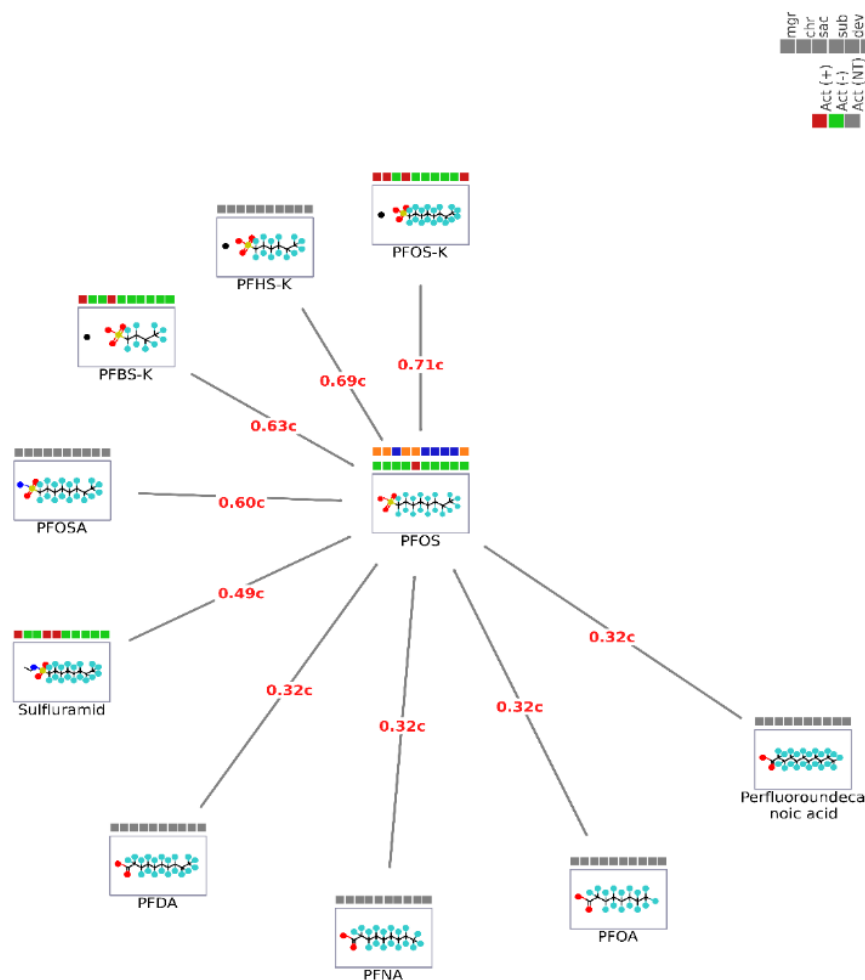 mgr
chr
sac
sub
dev
Act (+)
Act (-)
Act (NT)
PFOS-K
PFHS-K
PFBS-K
0.71c
0.69c
0.63c
PFOSA
0.60c
PFOS
0.49c
Sulfluramid
0.32c
0.32c
0.32c
0.32c
Perfluoroundeca
noic acid
PFDA
PFOA
PFNA